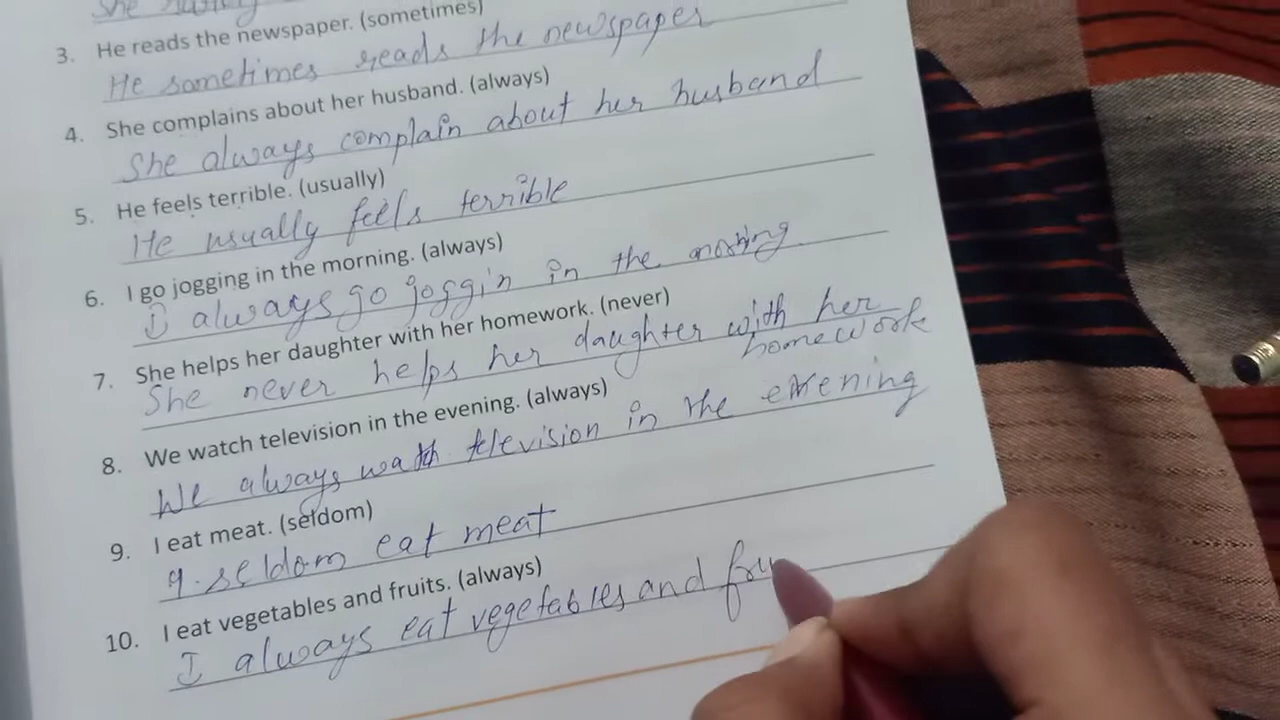 3. He reads the newspaper. (sometimes)
He sometimes reads the newspaper
4. She complains about her husband. (always)
She always complain about her husband
5. He feels terrible. (usually)
He usually feels terrible
6. I go jogging in the morning. (always)
I always go joggin in the morning
7. She helps her daughter with her homework. (never)
She never helps her daughter with her
homework
8. We watch television in the evening. (always)
We always watch television in the evening
9. I eat meat. (seldom)
I seldom eat meat
10. I eat vegetables and fruits. (always)
I always eat vegetables and fru